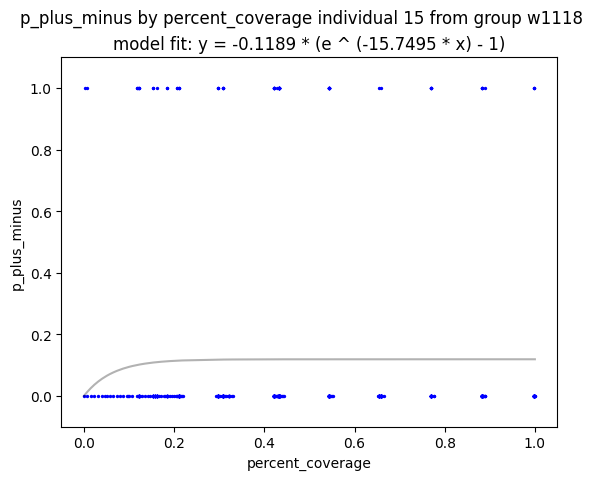 p_plus_minus by percent_coverage individual 15 from group w1118
model fit: y = -0.1189 * (e ^ (-15.7495 * x) - 1)
1.0
0.8
0.6
0.4
0.2
0.0
p_plus_minus
0.0 0.2 0.4 0.6 0.8 1.0
percent_coverage